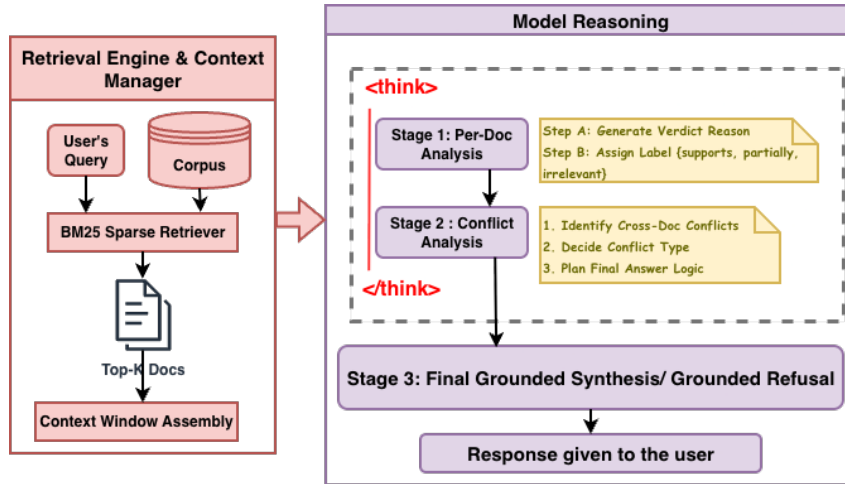 Retrieval Engine & Context
Manager
User's
Query
Corpus
BM25 Sparse Retriever
Top-K Docs
Context Window Assembly
Model Reasoning
<think>
Stage 1: Per-Doc
Analysis
Step A: Generate Verdict Reason
Step B: Assign Label {supports, partially,
irrelevant}
Stage 2 : Conflict
Analysis
1. Identify Cross-Doc Conflicts
2. Decide Conflict Type
3. Plan Final Answer Logic
</think>
Stage 3: Final Grounded Synthesis/ Grounded Refusal
Response given to the user